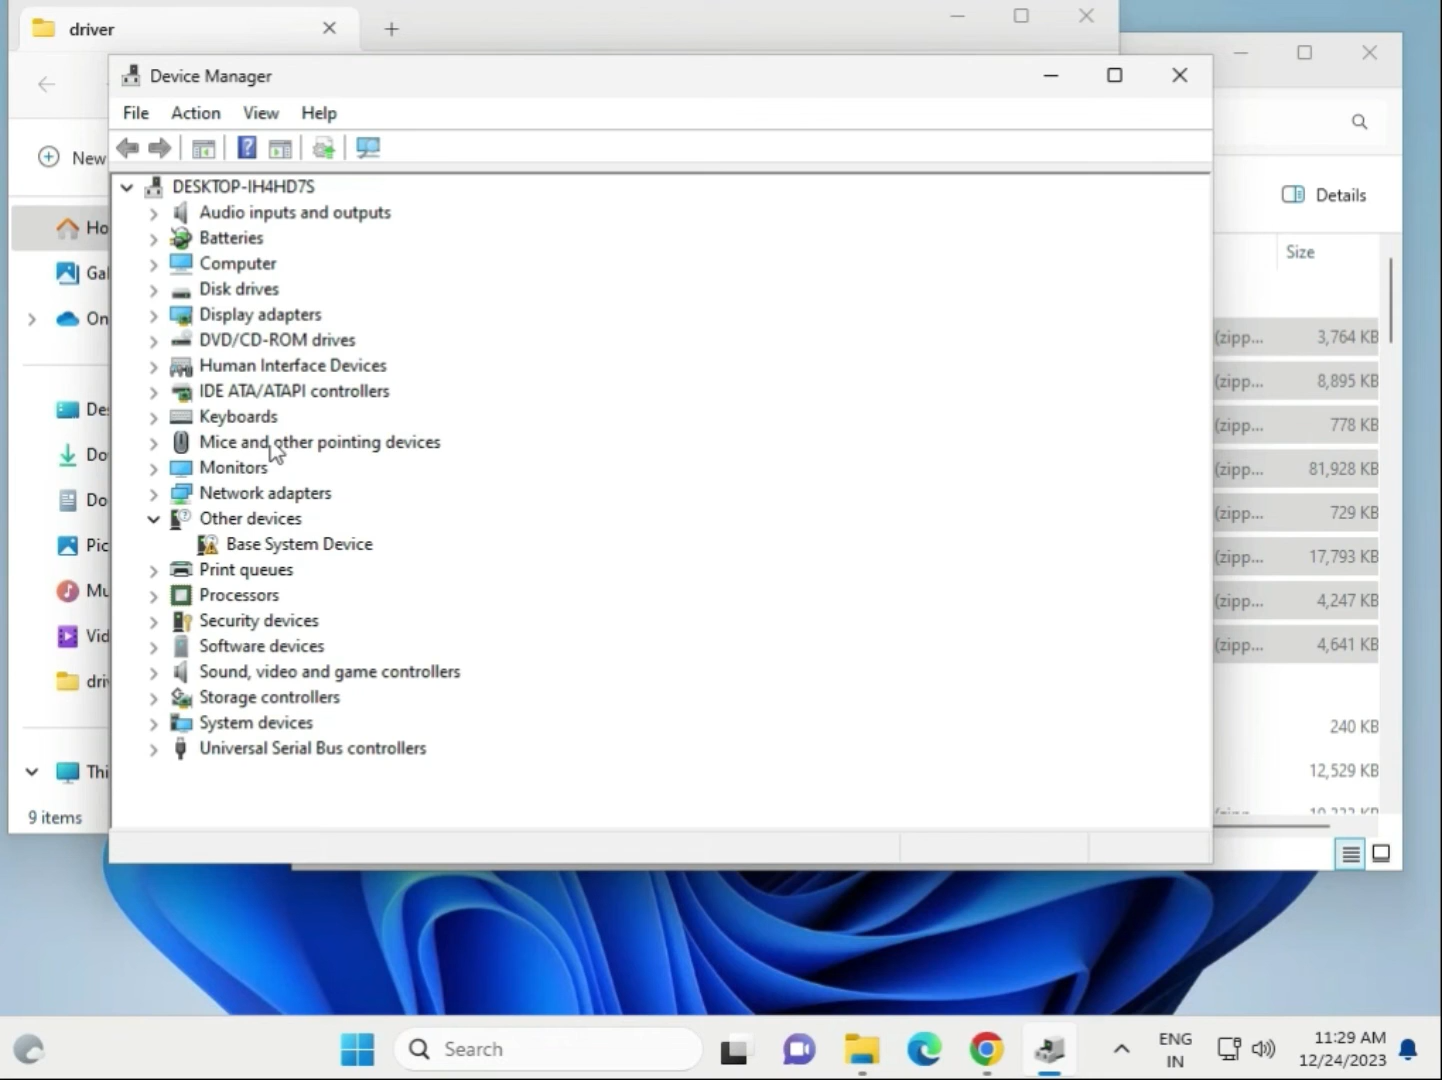 driver
Device Manager
File Action View Help
New
Details
DESKTOP-IH4HD7S
Audio inputs and outputs
Batteries
Computer
Disk drives
Display adapters
DVD/CD-ROM drives
Human Interface Devices
IDE ATA/ATAPI controllers
Keyboards
Mice and other pointing devices
Monitors
Network adapters
Other devices
Base System Device
Print queues
Processors
Security devices
Software devices
Sound, video and game controllers
Storage controllers
System devices
Universal Serial Bus controllers
Ho
Gal
On
De
Do
Do
Pic
Mu
Vid
dri
Thi
9 items
Size
(zipp... 3,764 KB
(zipp... 8,895 KB
(zipp... 778 KB
(zipp... 81,928 KB
(zipp... 729 KB
(zipp... 17,793 KB
(zipp... 4,247 KB
(zipp... 4,641 KB
240 KB
12,529 KB
Search
ENG
IN
11:29 AM
12/24/2023